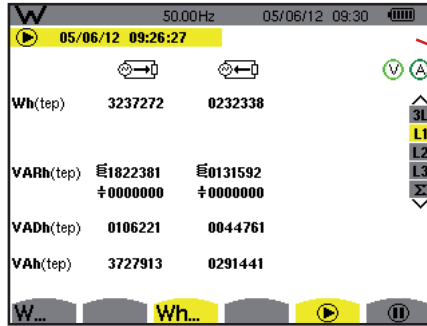 W 50.00Hz 05/06/12 09:30
05/06/12 09:26:27
V A
Wh(tep) 3237272 0232338
3L
L1
L2
L3
Σ
VARh(tep) 1822381 0131592
0000000 0000000
VADh(tep) 0106221 0044761
VAh(tep) 3727913 0291441
W... Wh...